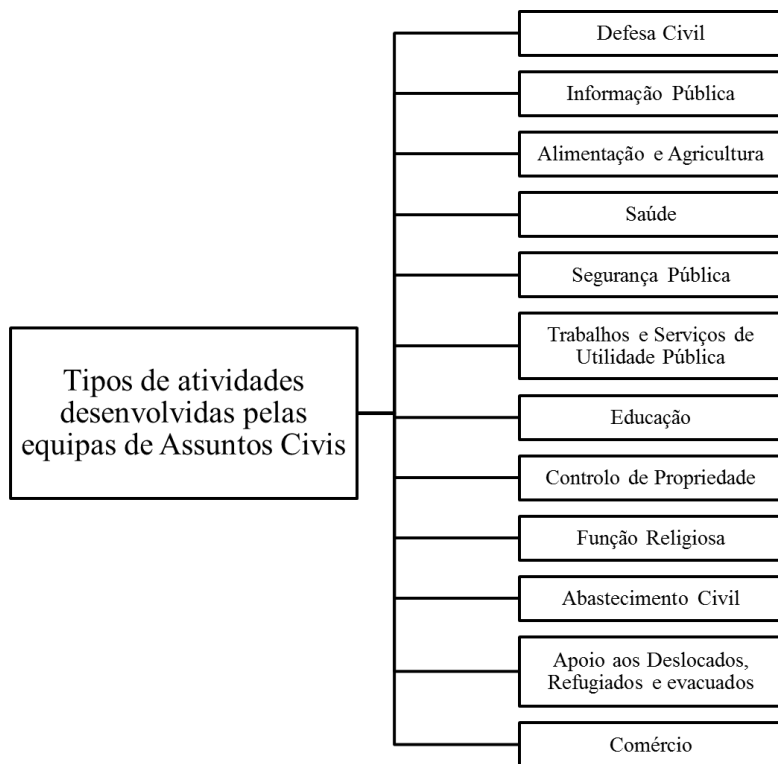 Defesa Civil
Informação Pública
Alimentação e Agricultura
Saúde
Segurança Pública
Trabalhos e Serviços de
Utilidade Pública
Tipos de atividades
desenvolvidas pelas
equipas de Assuntos Civis
Educação
Controlo de Propriedade
Função Religiosa
Abastecimento Civil
Apoio aos Deslocados,
Refugiados e evacuados
Comércio